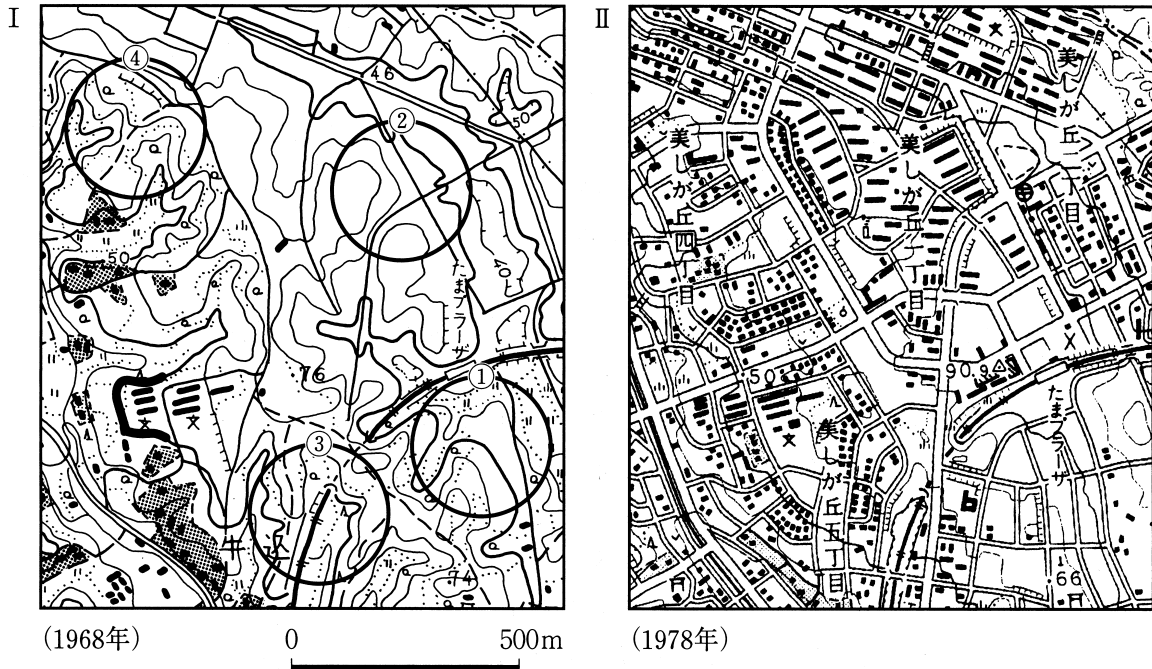 I
④
46
②
50
50
40
たまプラーザ
76
①
③
牛込
74
(1968年)
0 500m
II
美しが丘二丁目
美しが丘四丁目
美しが丘一丁目
50
90.9
たまプラーザ
美しが丘五丁目
66
(1978年)